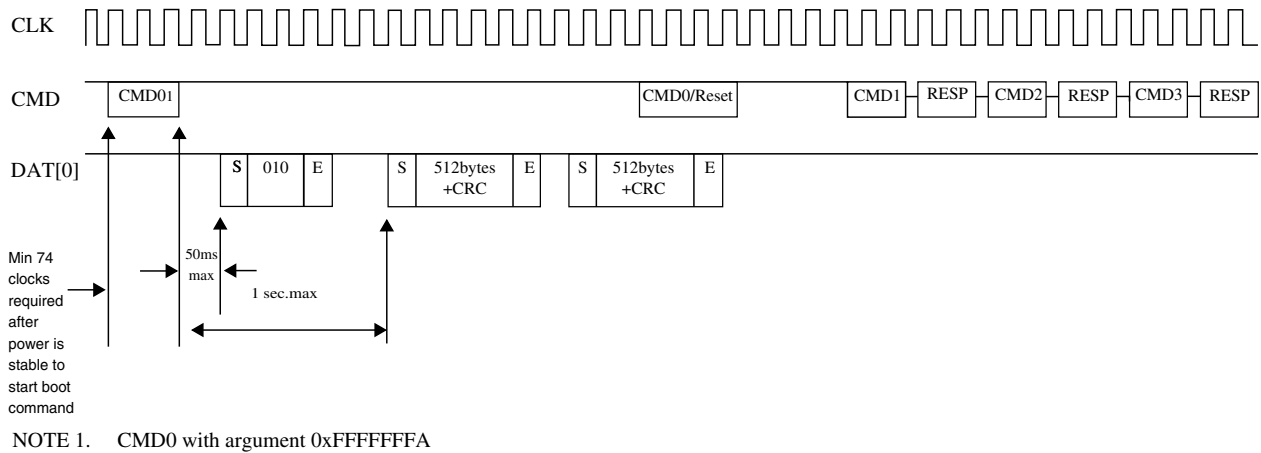 CLK
CMD
CMD01
CMD0/Reset
CMD1
RESP
CMD2
RESP
CMD3
RESP
DAT[0]
S
010
E
S
512bytes
+CRC
E
S
512bytes
+CRC
E
50ms
max
1 sec.max
Min 74
clocks
required
after
power is
stable to
start boot
command
NOTE 1. CMD0 with argument 0xFFFFFFFA